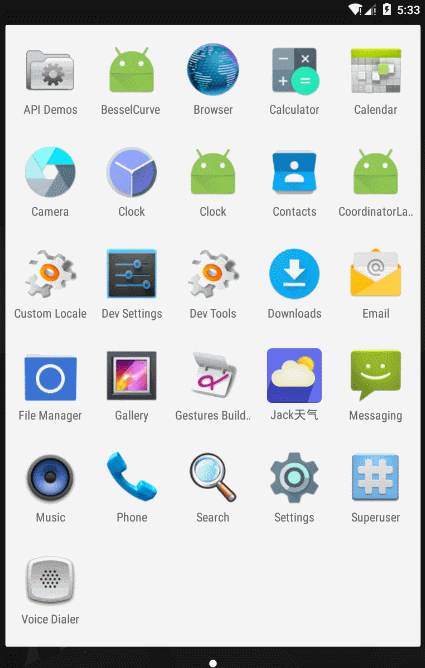 5:33
API Demos
BesselCurve
Browser
Calculator
Calendar
Camera
Clock
Clock
Contacts
CoordinatorLa..
Custom Locale
Dev Settings
Dev Tools
Downloads
Email
File Manager
Gallery
Gestures Build..
Jack天气
Messaging
Music
Phone
Search
Settings
Superuser
Voice Dialer